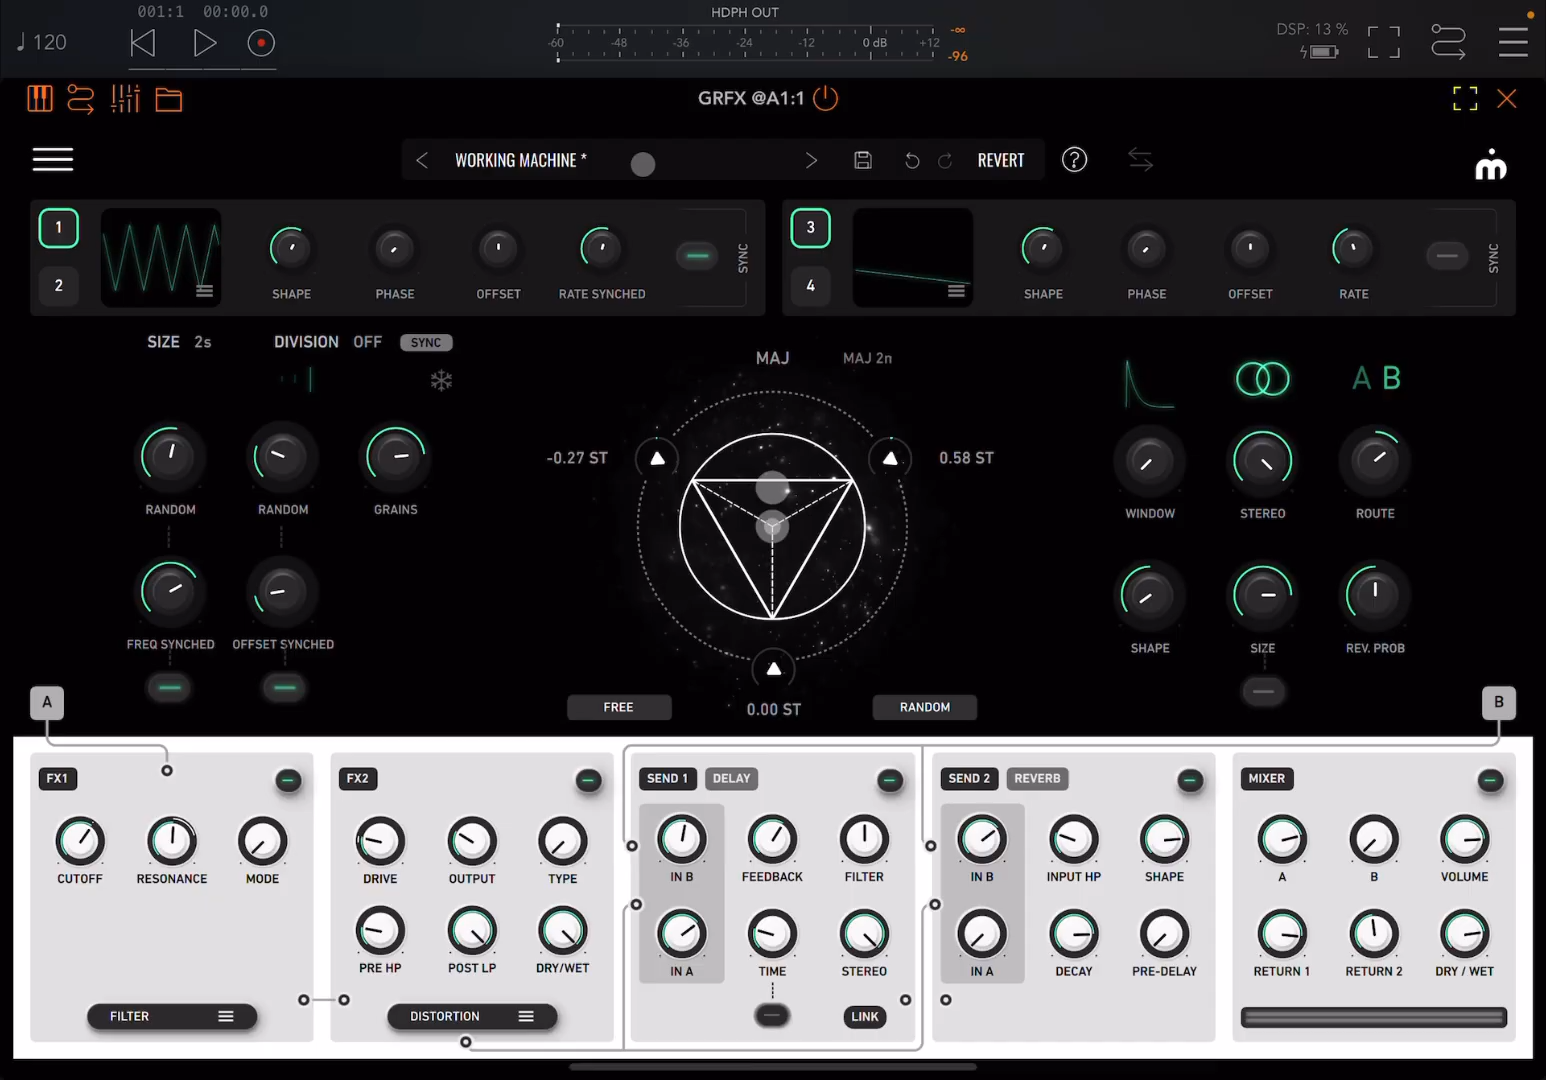 001:1 00:00.0
HDPH OUT
120
-60 -48 -36 -24 -12 0 dB +12
-∞
-96
DSP: 13 %
GRFX @A1:1
WORKING MACHINE *
REVERT
?
m
1
2
SHAPE PHASE OFFSET RATE SYNCHED
SYNC
3
4
SHAPE PHASE OFFSET RATE
SYNC
SIZE 2s DIVISION OFF SYNC
MAJ MAJ 2n
A B
-0.27 ST
0.58 ST
RANDOM RANDOM GRAINS
WINDOW STEREO ROUTE
FREQ SYNCHED OFFSET SYNCHED
SHAPE SIZE REV. PROB
FREE 0.00 ST RANDOM
A
B
FX1
CUTOFF RESONANCE MODE
FILTER
FX2
DRIVE OUTPUT TYPE
PRE HP POST LP DRY/WET
DISTORTION
SEND 1 DELAY
IN B FEEDBACK FILTER
IN A TIME STEREO
LINK
SEND 2 REVERB
IN B INPUT HP SHAPE
IN A DECAY PRE-DELAY
MIXER
A B VOLUME
RETURN 1 RETURN 2 DRY / WET